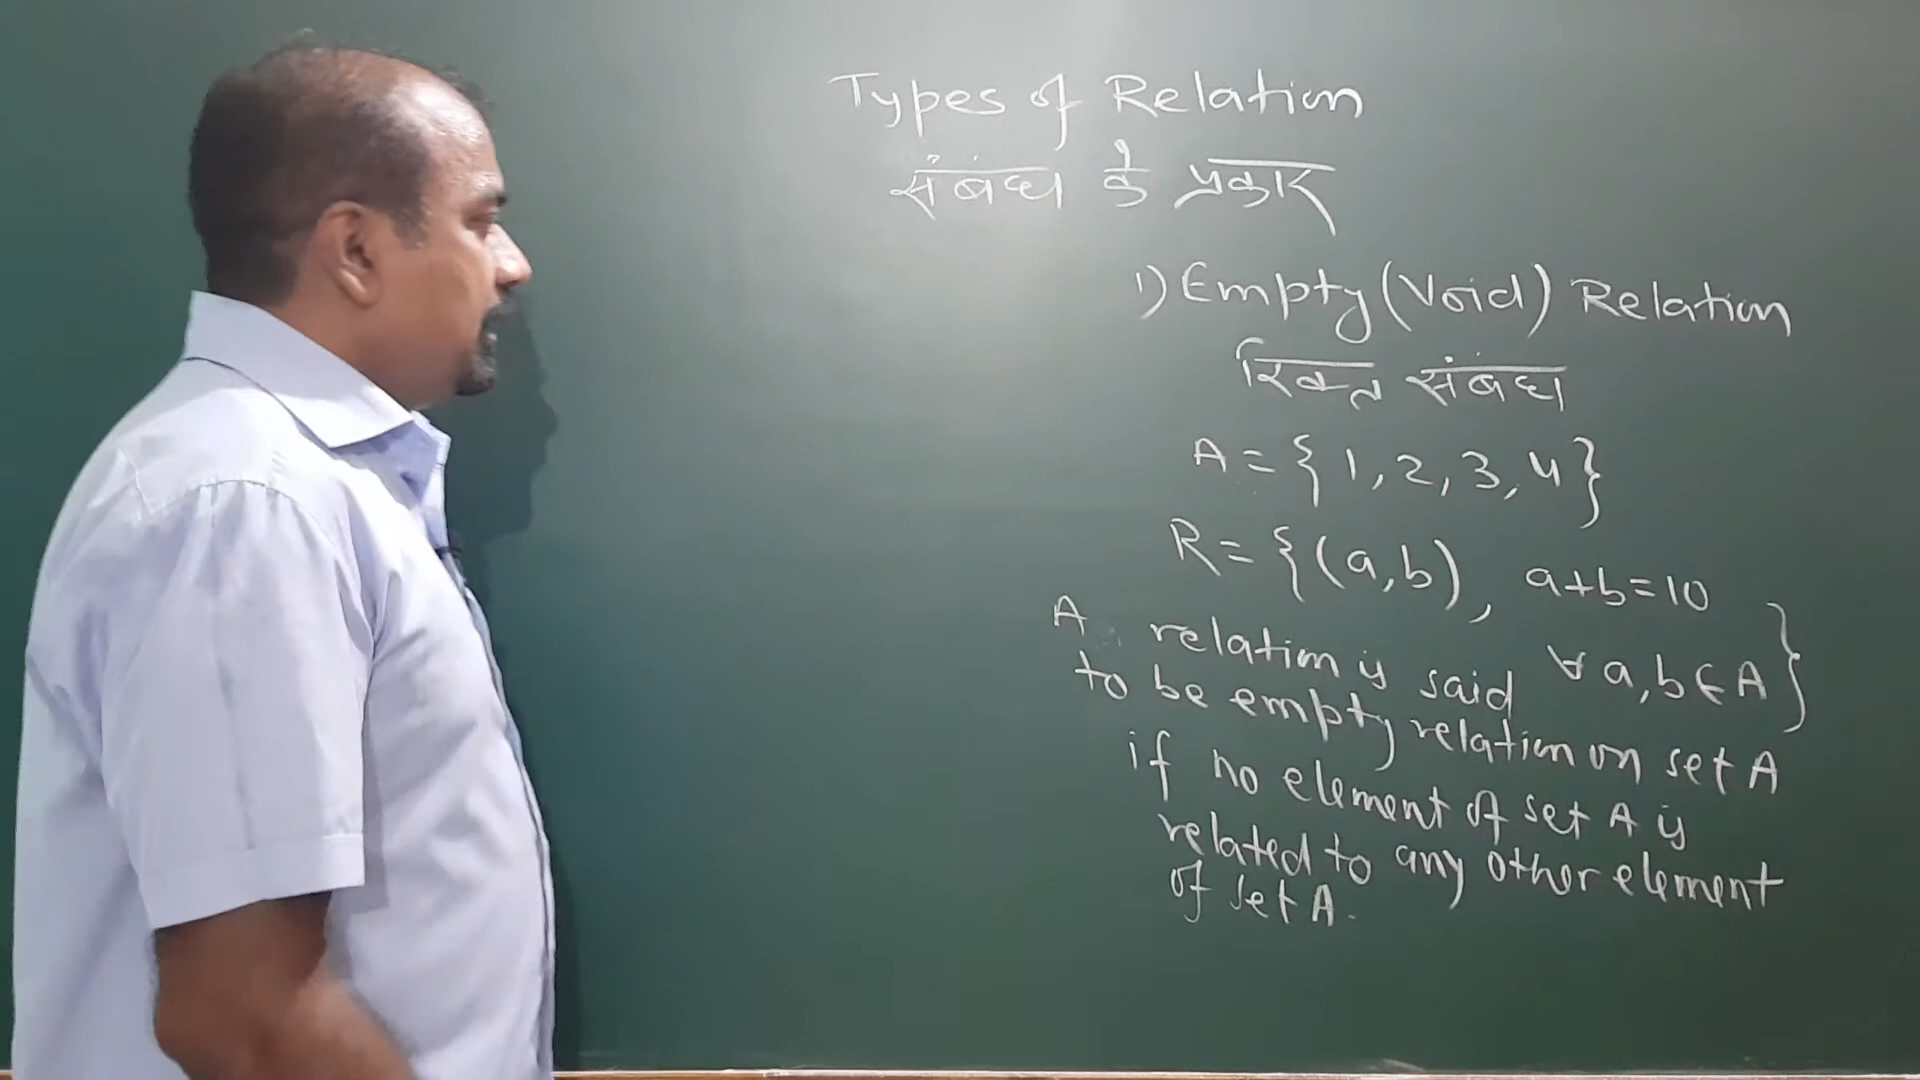 Types of Relation
संबंध के प्रकार
1) Empty (Void) Relation
रिक्त संबंध
A = {1, 2, 3, 4}
R = {(a,b), a+b=10
∀ a,b ∈ A}
A relation is said
to be empty relation on set A
if no element of set A is
related to any other element
of set A.